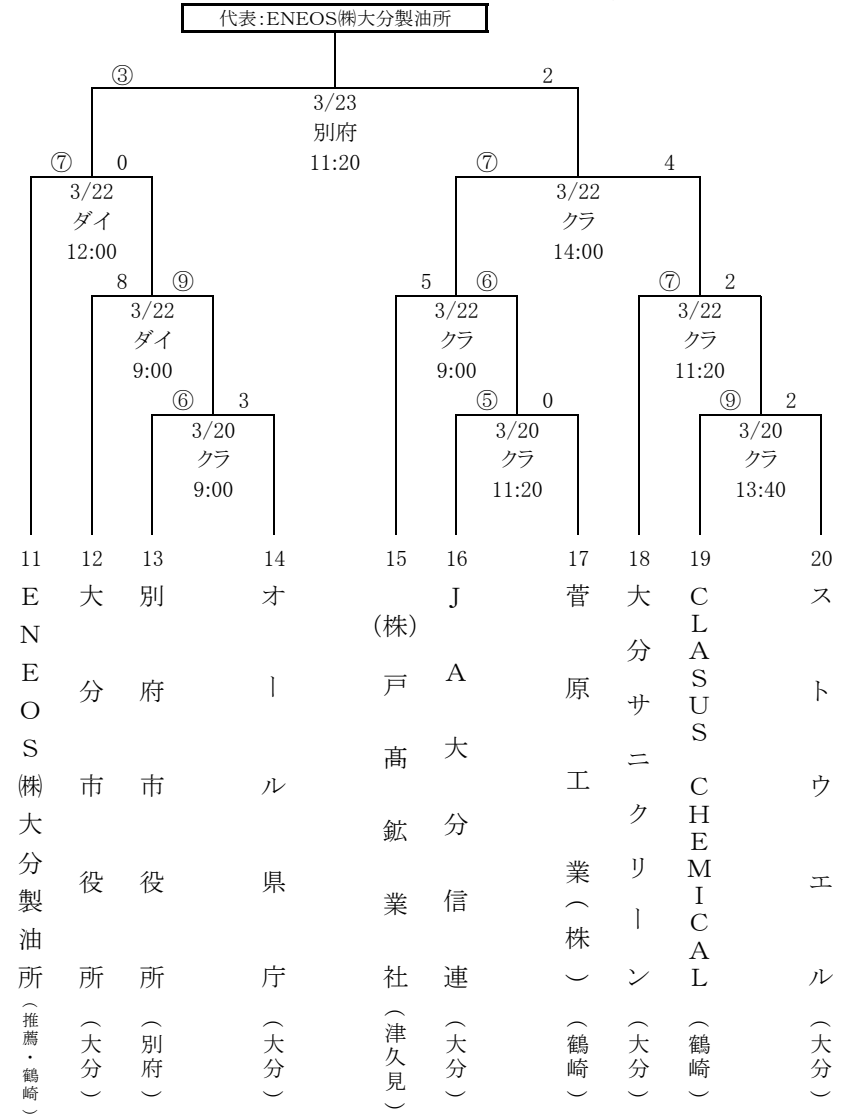 代表:ENEOS㈱大分製油所
③ 2
3/23
別府
11:20
⑦ 0 ⑦ 4
3/22 3/22
ダイ クラ
12:00 14:00
8 ⑨ 5 ⑥ ⑦ 2
3/22 3/22 3/22
ダイ クラ クラ
9:00 9:00 11:20
⑥ 3 ⑤ 0 ⑨ 2
3/20 3/20 3/20
クラ クラ クラ
9:00 11:20 13:40
11 12 13 14 15 16 17 18 19 20
ENEOS㈱大分製油所(推薦・鶴崎)
大分市役所(大分)
別府市役所(別府)
オール県庁(大分)
(株)戸髙鉱業社(津久見)
JA大分信連(大分)
菅原工業(株)(鶴崎)
大分サニクリーン(大分)
CLASUS CHEMICAL(鶴崎)
ストウエル(大分)